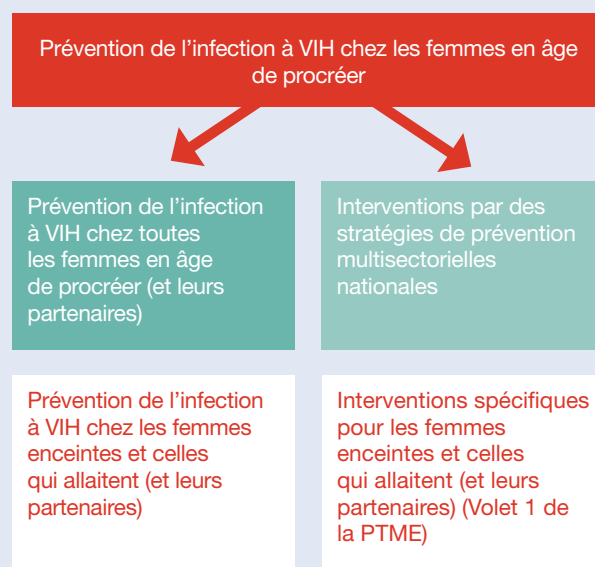 Prévention de l’infection à VIH chez les femmes en âge
de procréer
Prévention de l’infection
à VIH chez toutes
les femmes en âge
de procréer (et leurs
partenaires)
Interventions par des
stratégies de prévention
multisectorielles
nationales
Prévention de l’infection
à VIH chez les femmes
enceintes et celles
qui allaitent (et leurs
partenaires)
Interventions spécifiques
pour les femmes
enceintes et celles
qui allaitent (et leurs
partenaires) (Volet 1 de
la PTME)